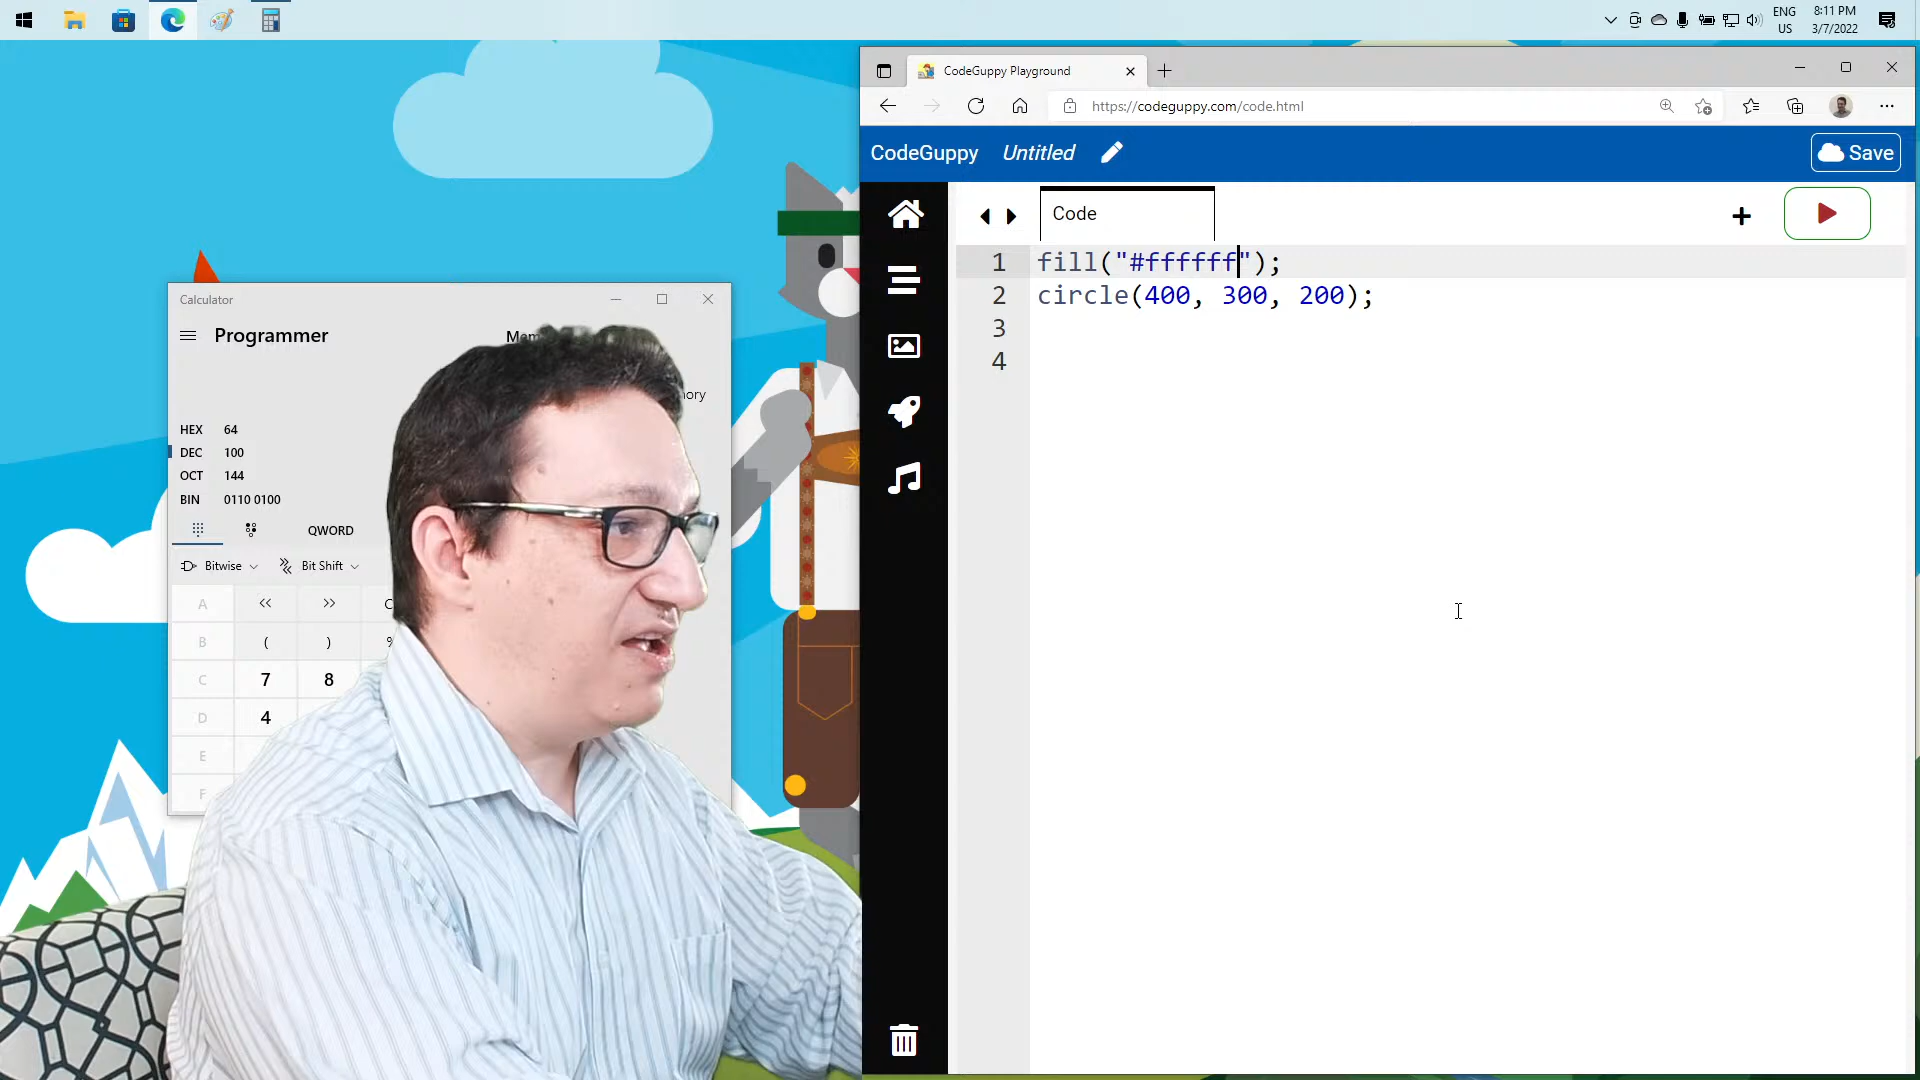 ENG
US
8:11 PM
3/7/2022
CodeGuppy Playground
https://codeguppy.com/code.html
CodeGuppy Untitled Save
Code
1 fill("#ffffff");
2 circle(400, 300, 200);
3
4
Calculator
Programmer
HEX 64
DEC 100
OCT 144
BIN 0110 0100
QWORD
Bitwise Bit Shift
A << >>
B ( )
C 7 8
D 4
E
F